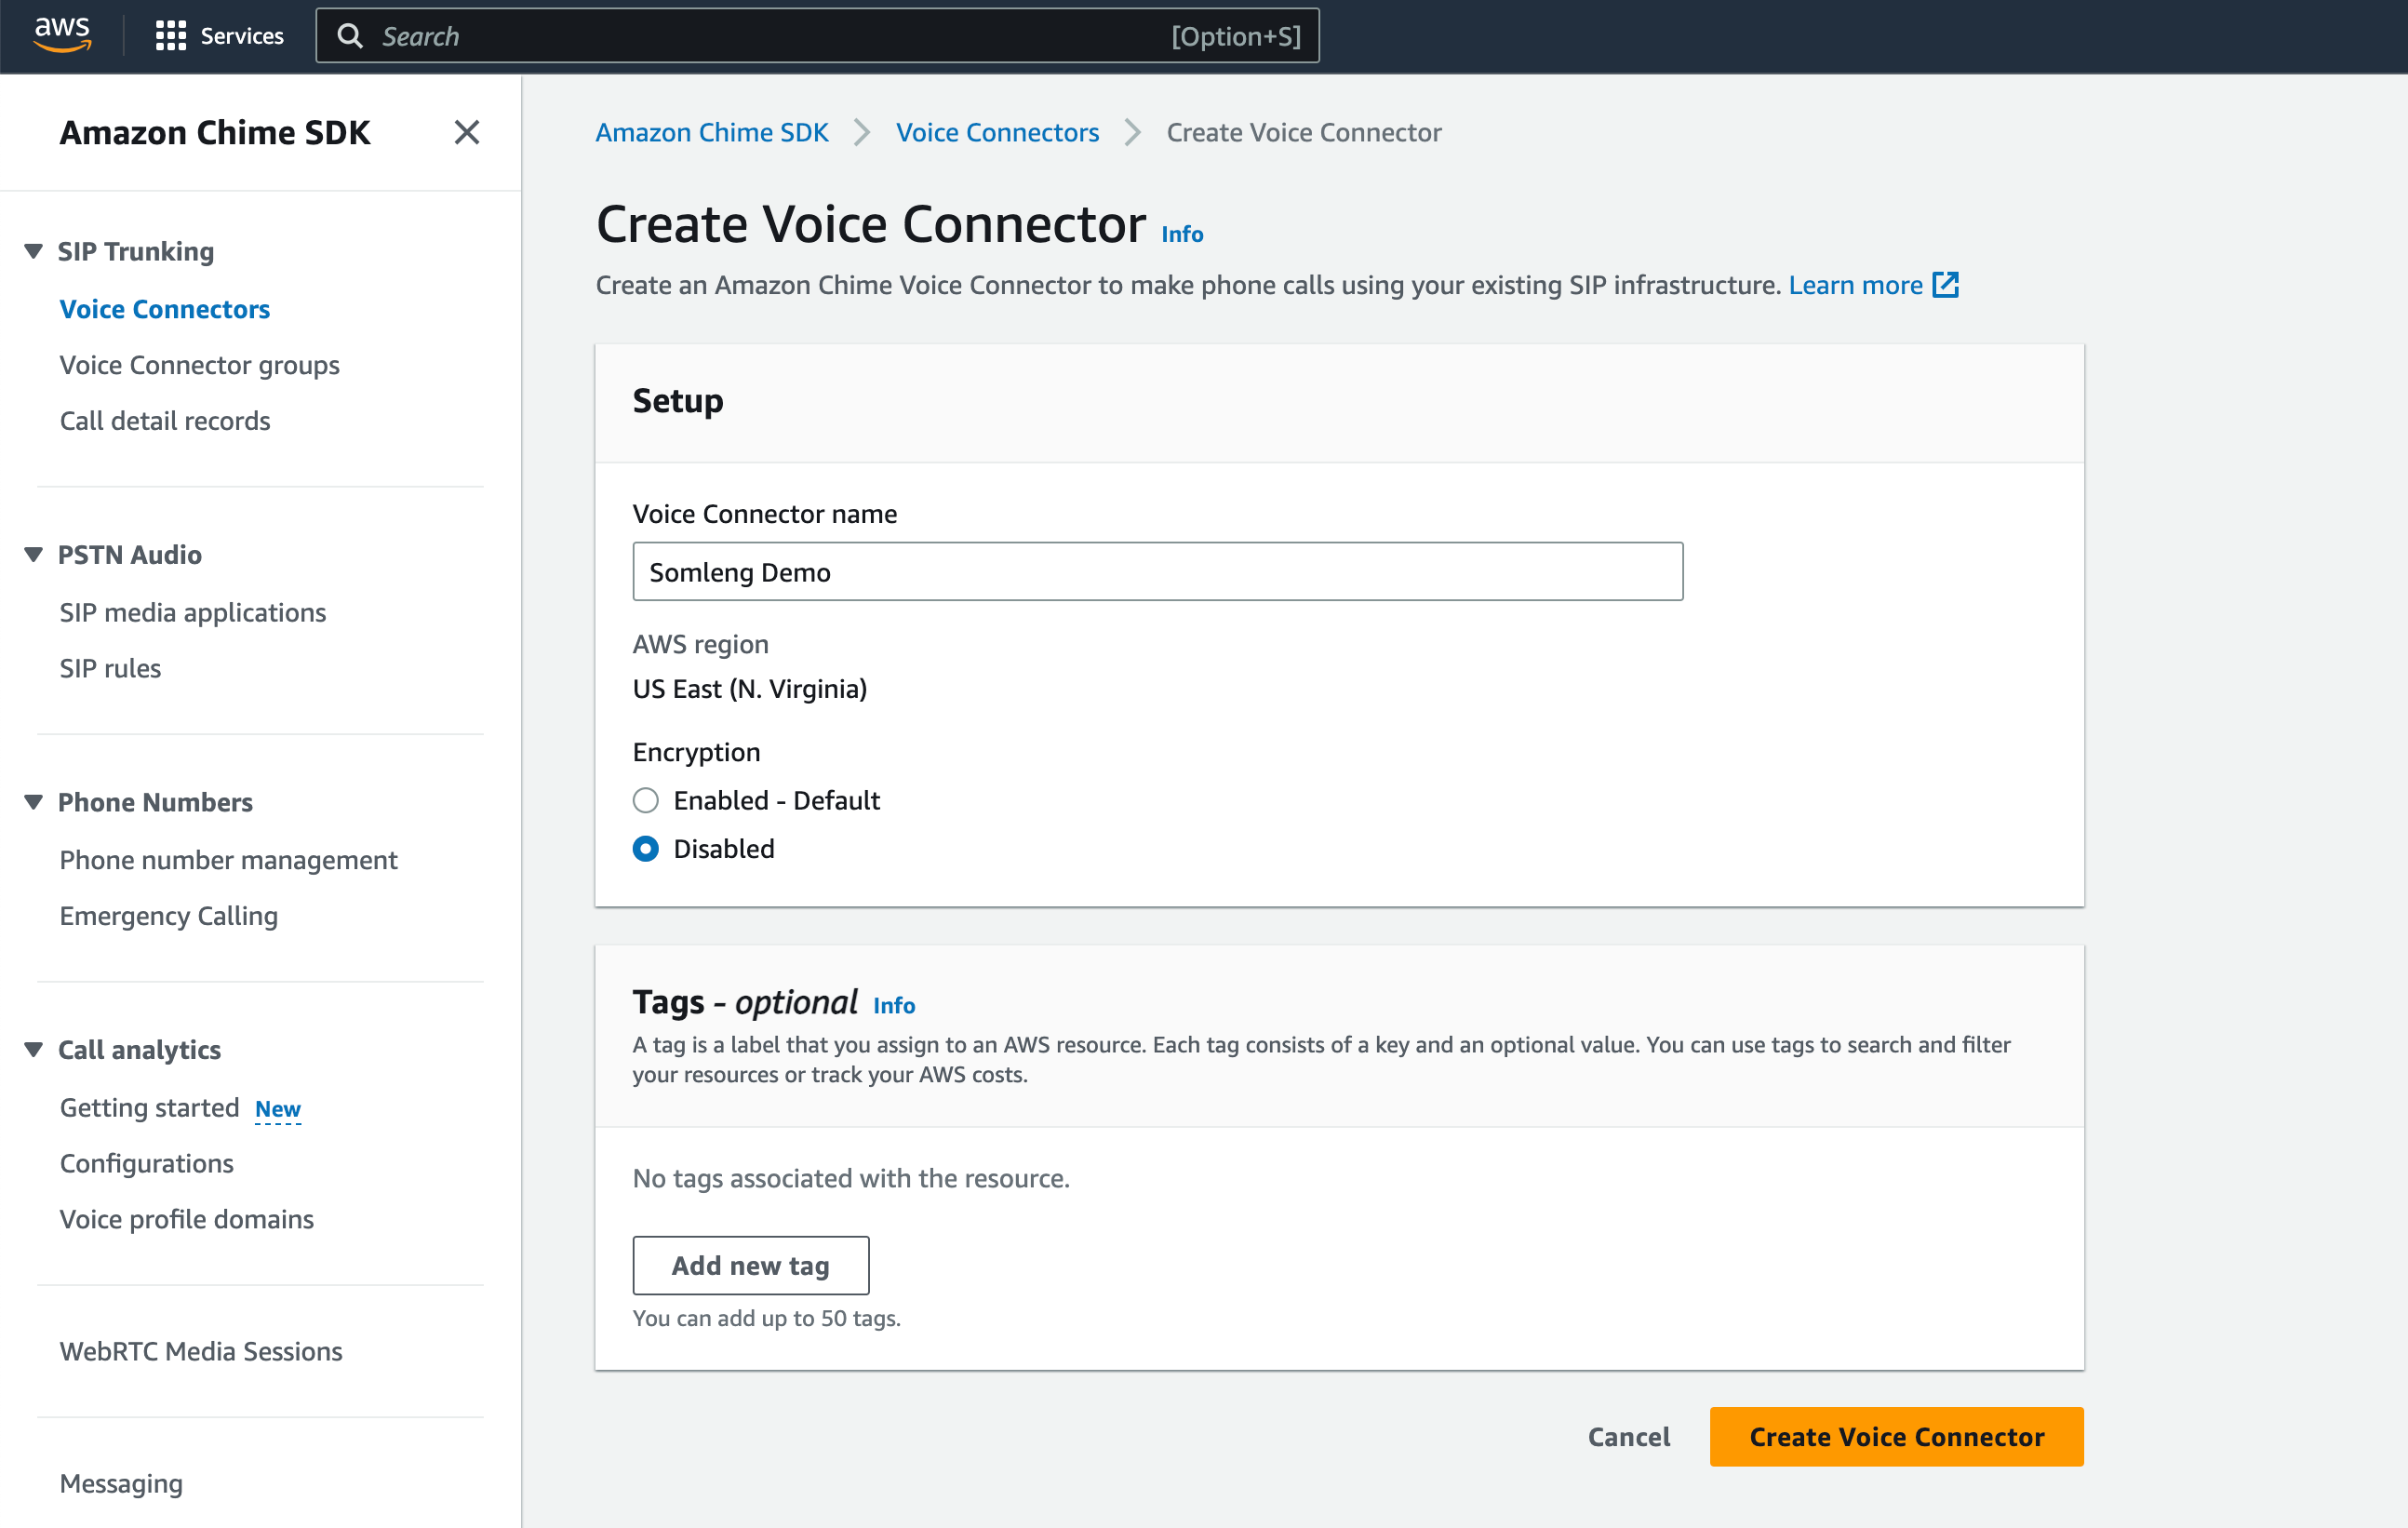 aws
Services
Search
[Option+S]
Amazon Chime SDK
SIP Trunking
Voice Connectors
Voice Connector groups
Call detail records
PSTN Audio
SIP media applications
SIP rules
Phone Numbers
Phone number management
Emergency Calling
Call analytics
Getting started New
Configurations
Voice profile domains
WebRTC Media Sessions
Messaging
Amazon Chime SDK
Voice Connectors
Create Voice Connector
Create Voice Connector Info
Create an Amazon Chime Voice Connector to make phone calls using your existing SIP infrastructure. Learn more
Setup
Voice Connector name
Somleng Demo
AWS region
US East (N. Virginia)
Encryption
Enabled - Default
Disabled
Tags - optional Info
A tag is a label that you assign to an AWS resource. Each tag consists of a key and an optional value. You can use tags to search and filter
your resources or track your AWS costs.
No tags associated with the resource.
Add new tag
You can add up to 50 tags.
Cancel
Create Voice Connector